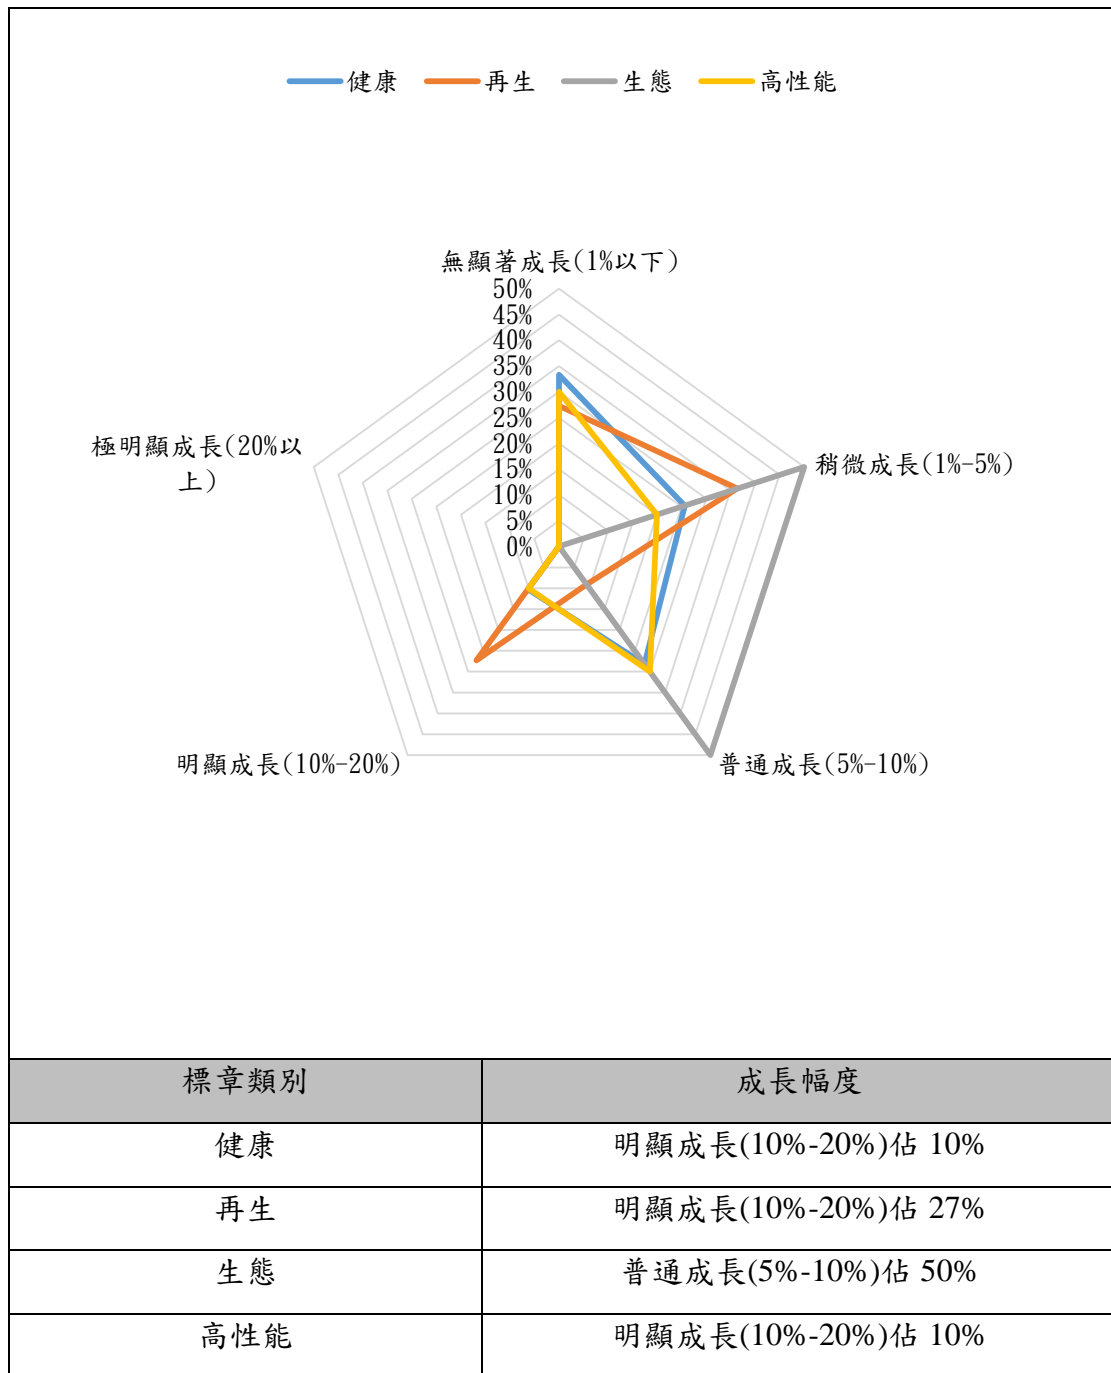 健康 再生 生態 高性能
無顯著成長(1%以下)
50%
45%
40%
35%
30%
25%
20%
15%
10%
5%
0%
極明顯成長(20%以
上)
稍微成長(1%-5%)
明顯成長(10%-20%)
普通成長(5%-10%)
標章類別 成長幅度
健康 明顯成長(10%-20%)佔 10%
再生 明顯成長(10%-20%)佔 27%
生態 普通成長(5%-10%)佔 50%
高性能 明顯成長(10%-20%)佔 10%